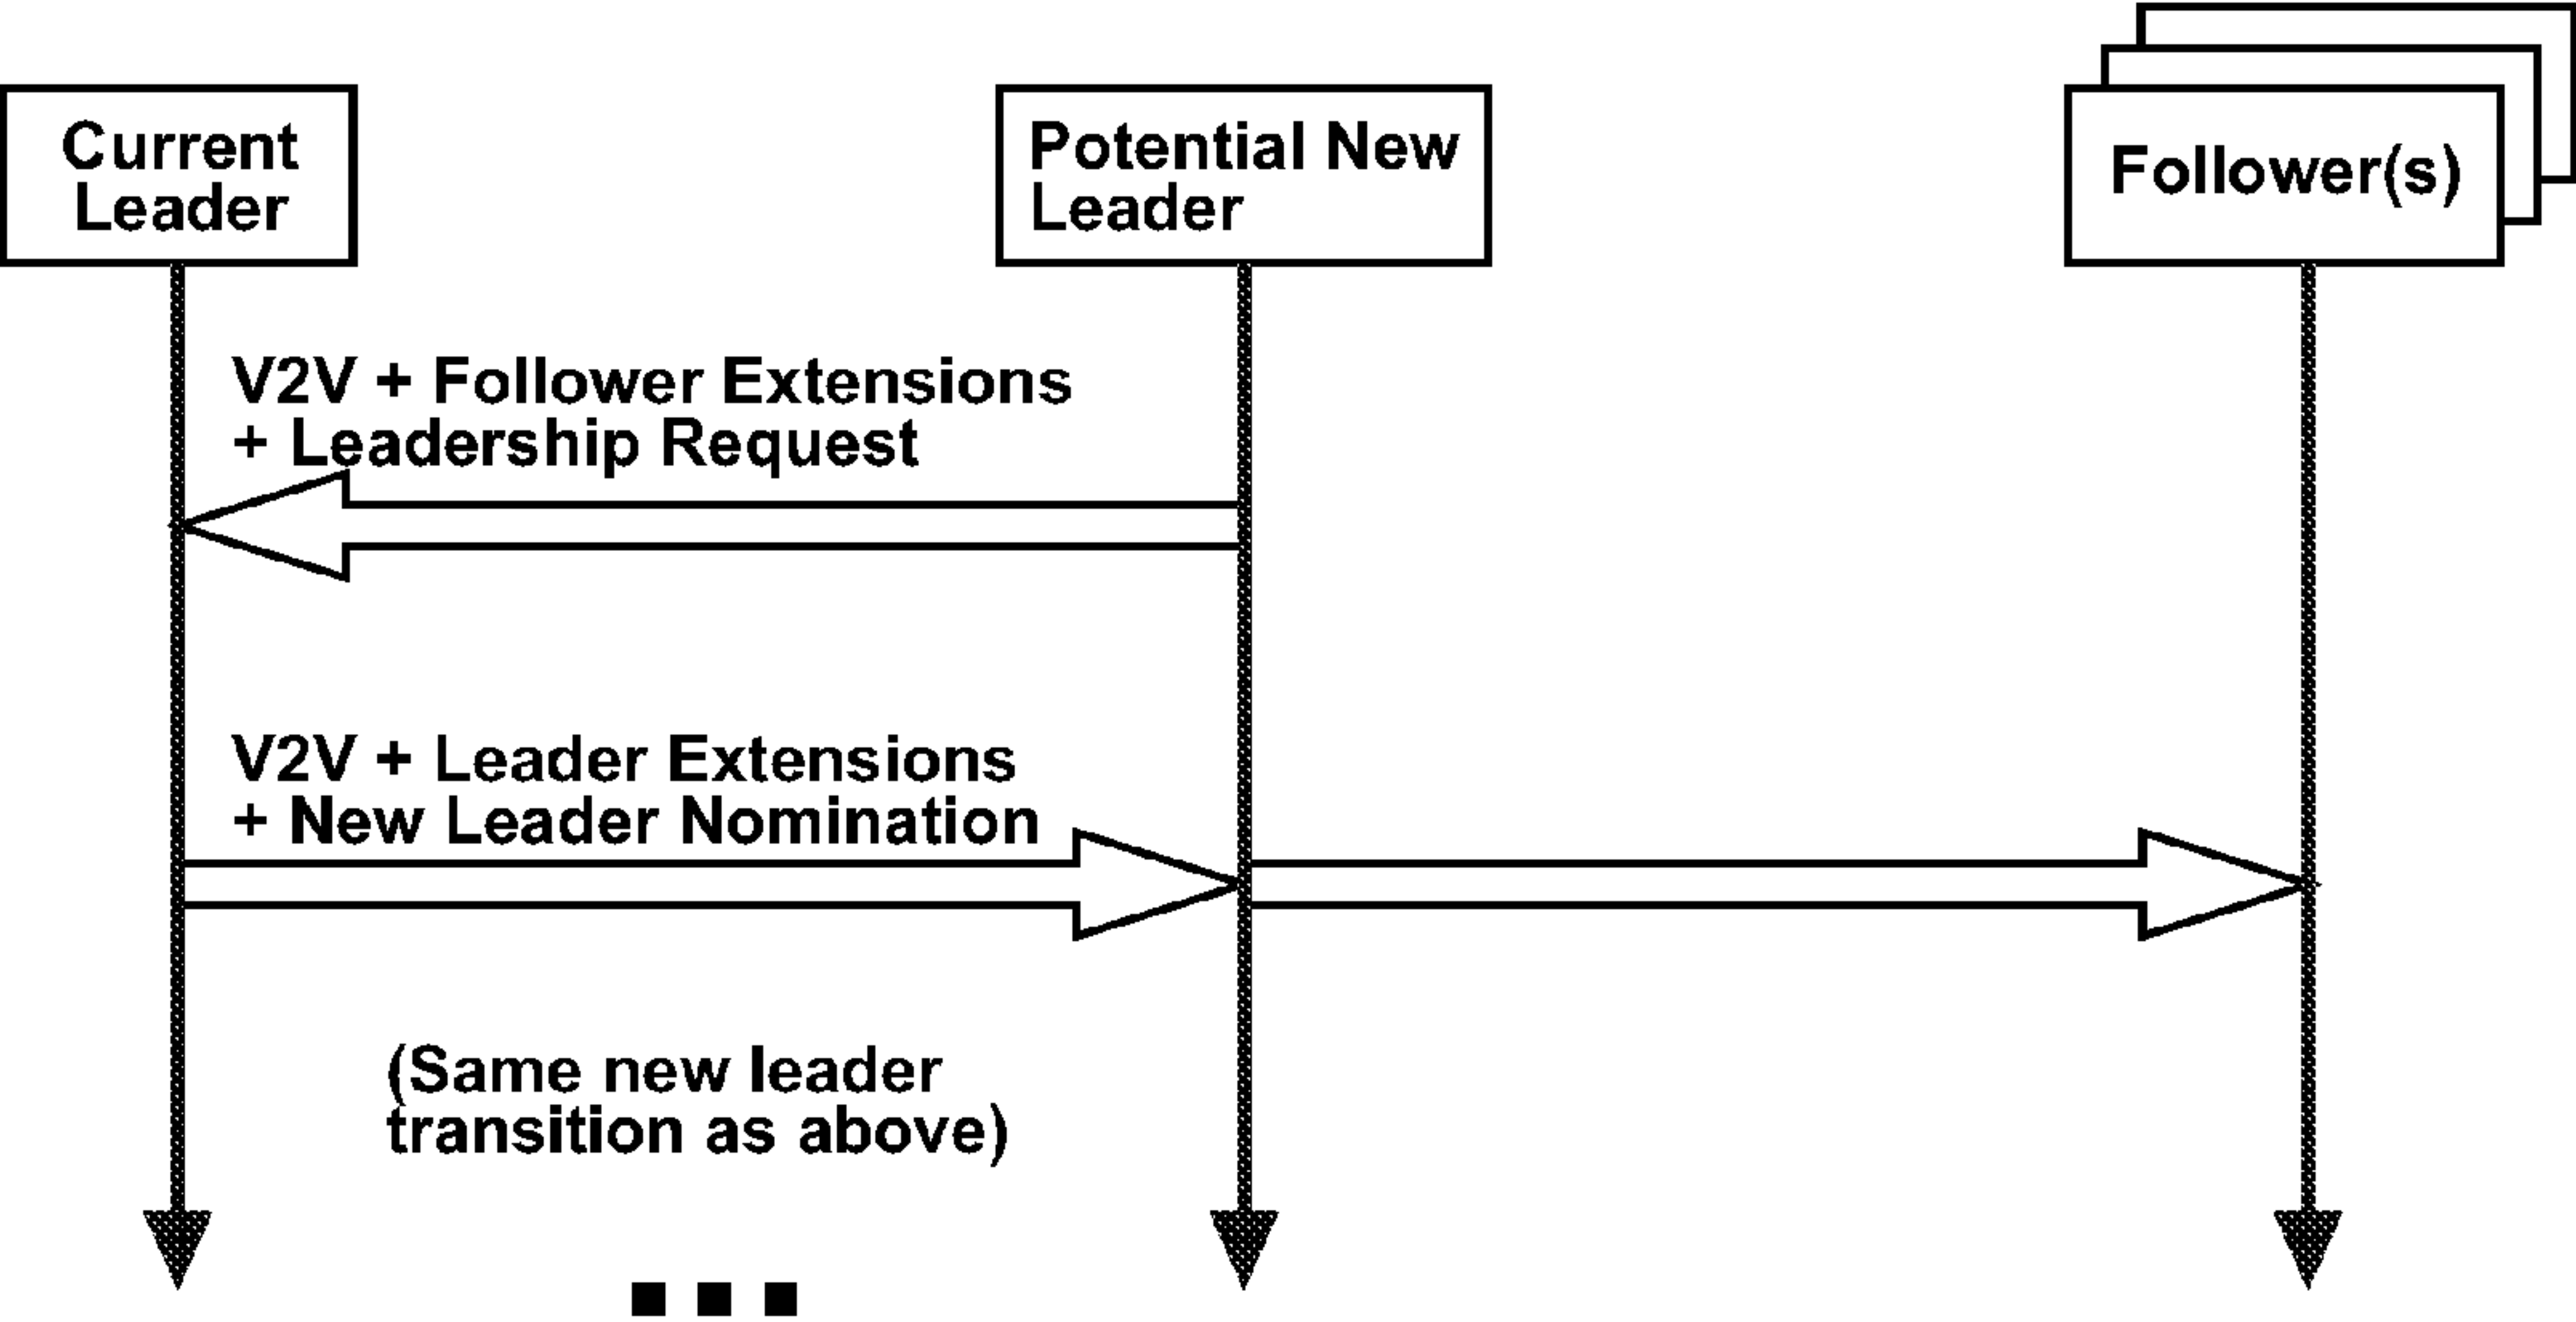 Current
Leader
Potential New
Leader
Follower(s)
V2V + Follower Extensions
+ Leadership Request
V2V + Leader Extensions
+ New Leader Nomination
(Same new leader
transition as above)